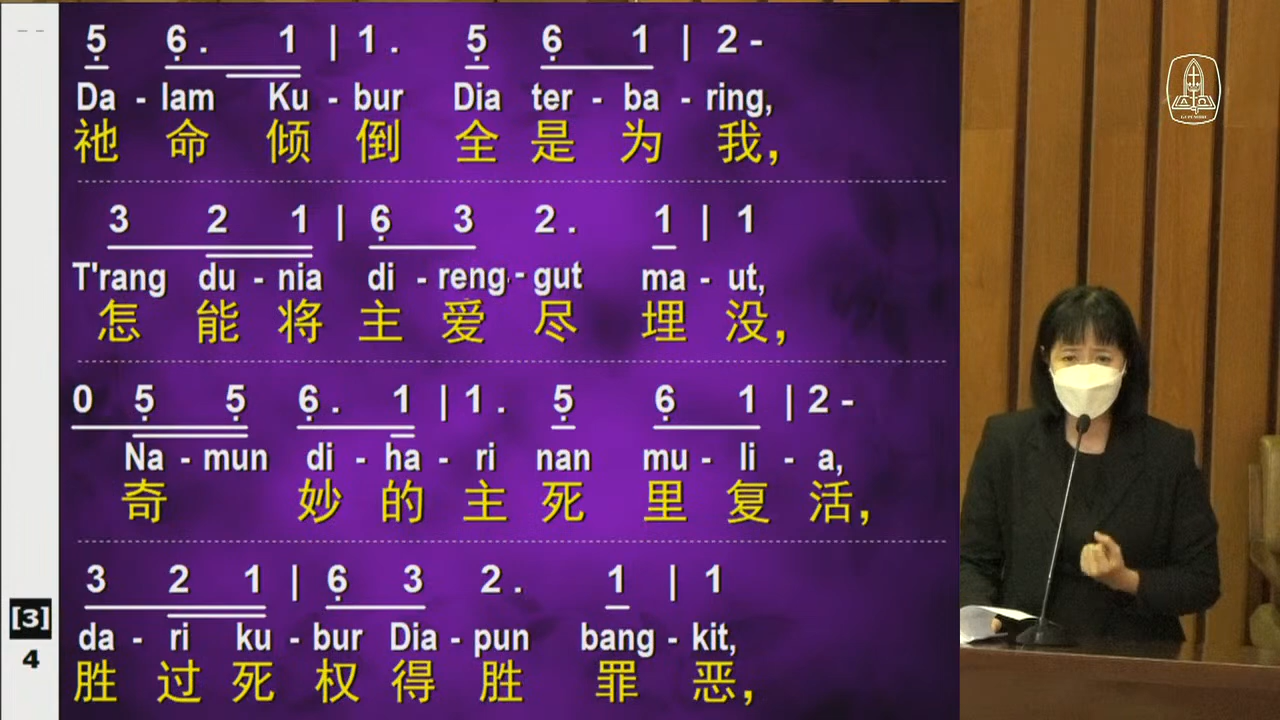 5̣ 6̣ . 1 | 1 . 5̣ 6̣ 1 | 2 -
Da - lam Ku - bur Dia ter - ba - ring,
祂 命 倾 倒 全 是 为 我,
3 2 1 | 6̣ 3 2 . 1 | 1
T'rang du - nia di - reng - gut ma - ut,
怎 能 将 主 爱 尽 埋 没,
0 5̣ 5̣ 6̣ . 1 | 1 . 5̣ 6̣ 1 | 2 -
Na - mun di - ha - ri nan mu - li - a,
奇 妙 的 主 死 里 复 活,
3 2 1 | 6̣ 3 2 . 1 | 1
da - ri ku - bur Dia - pun bang - kit,
胜 过 死 权 得 胜 罪 恶,
[3]
4